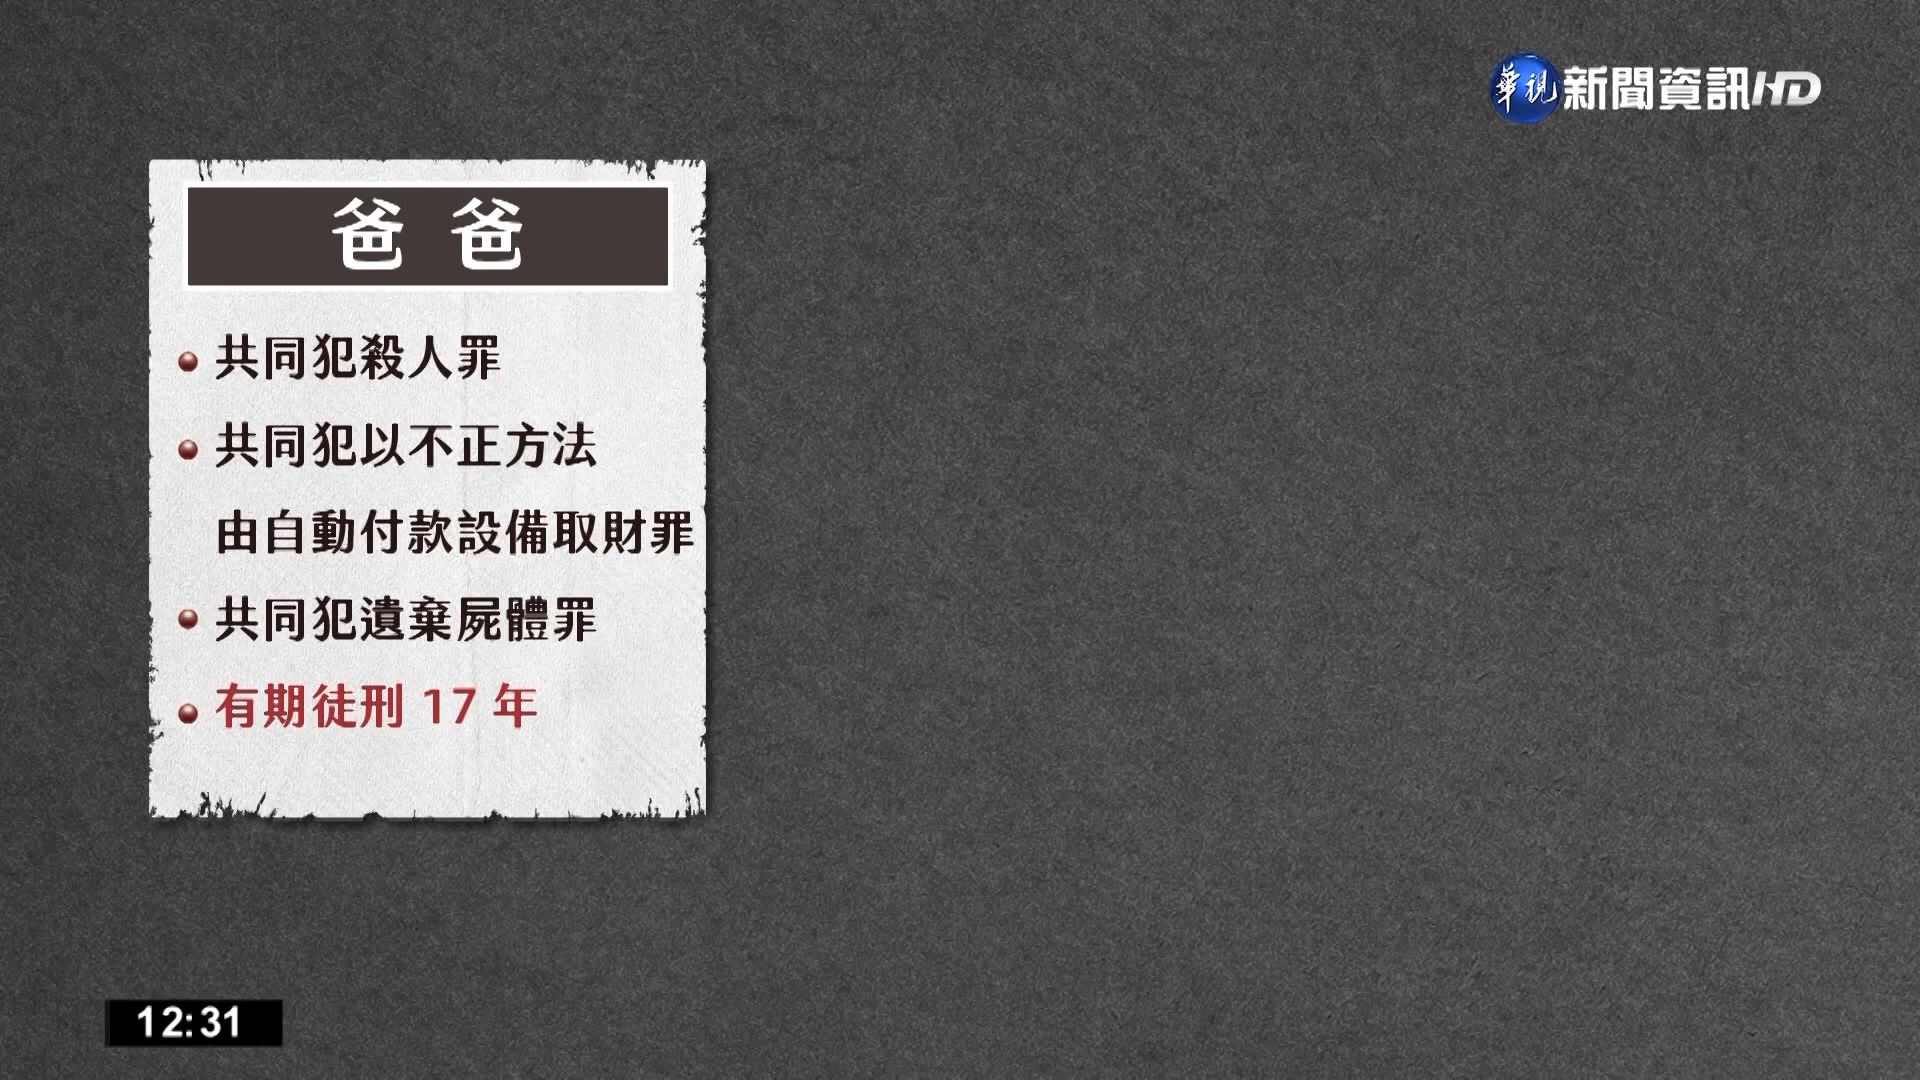 華視新聞資訊HD
爸爸
共同犯殺人罪
共同犯以不正方法
由自動付款設備取財罪
共同犯遺棄屍體罪
有期徒刑 17 年
12:31